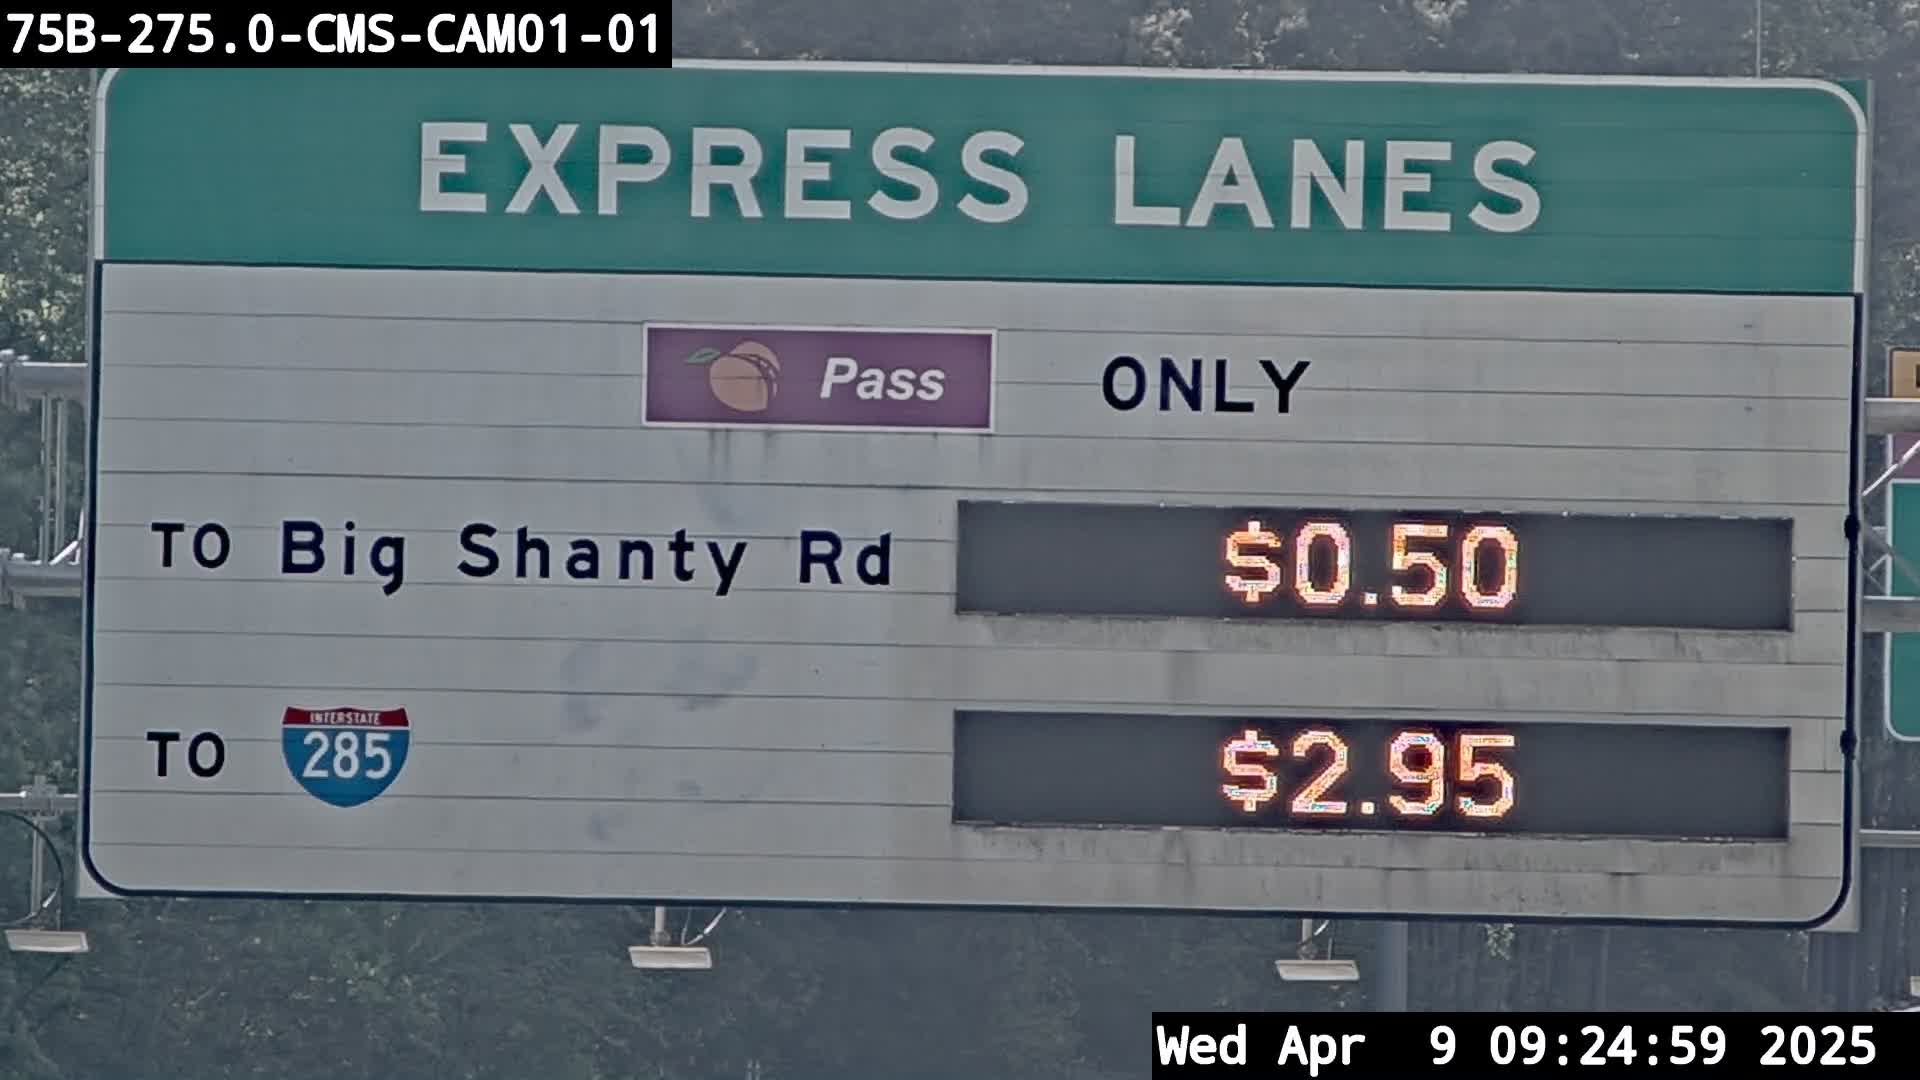 75B-275.0-CMS-CAM01-01
EXPRESS LANES
Pass ONLY
TO Big Shanty Rd $0.50
INTERSTATE
TO 285 $2.95
Wed Apr 9 09:24:59 2025